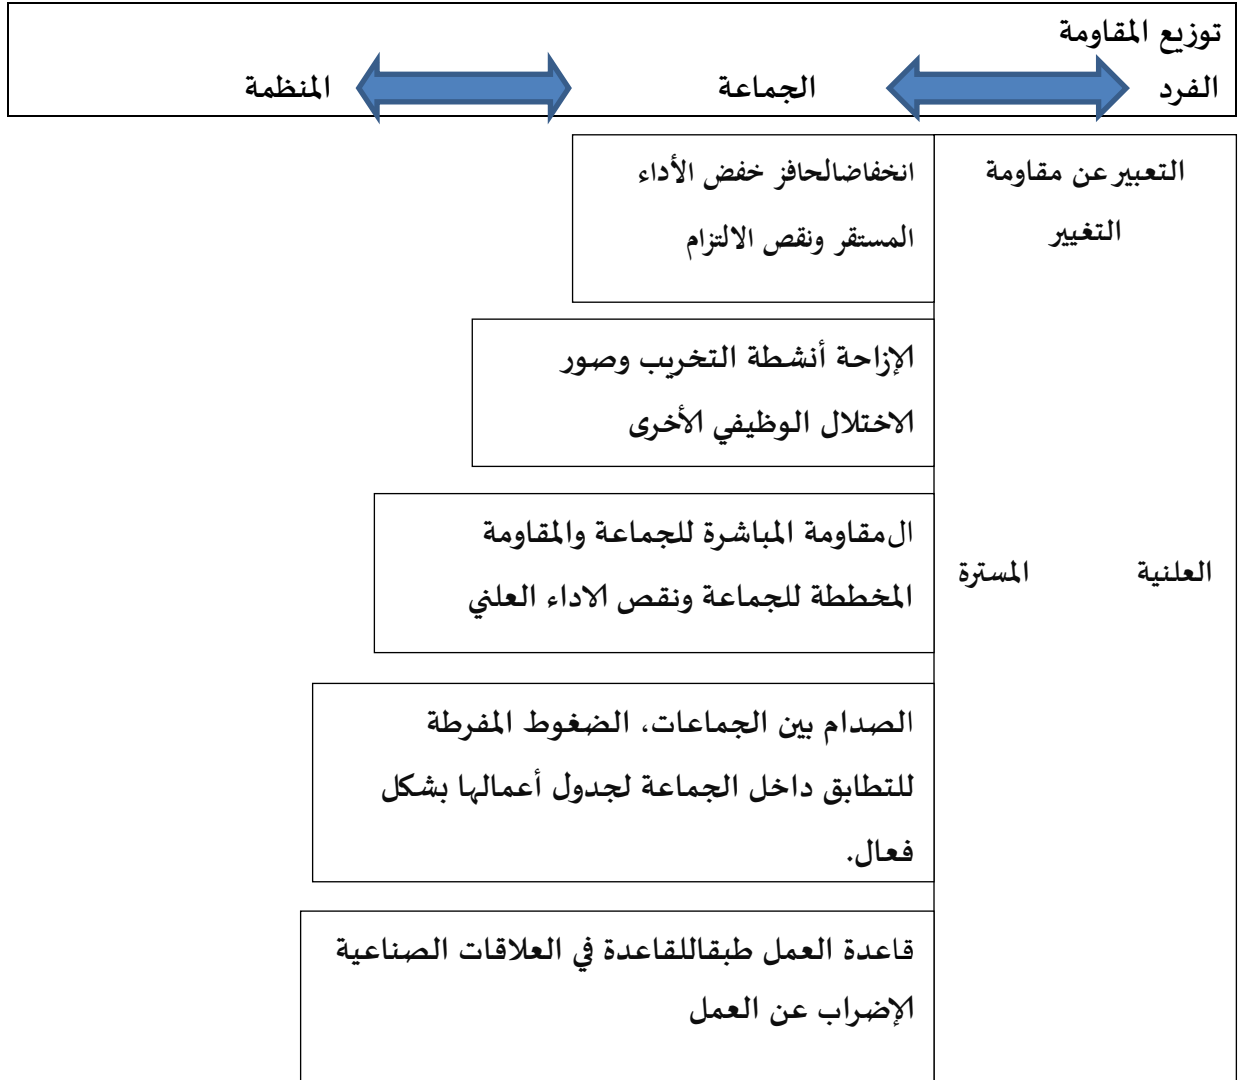 توزيع المقاومة
الفرد الجماعة المنظمة
التعبير عن مقاومة
التغيير
انخفاضالحافز خفض الأداء
المستقر ونقص الالتزام
الإزاحة أنشطة التخريب وصور
الاختلال الوظيفي الأخرى
المقاومة المباشرة للجماعة والمقاومة
المخططة للجماعة ونقص الاداء العلني
العلنية المسترة
الصدام بين الجماعات، الضغوط المفرطة
للتطابق داخل الجماعة لجدول أعمالها بشكل
فعال.
قاعدة العمل طبقاللقاعدة في العلاقات الصناعية
الإضراب عن العمل